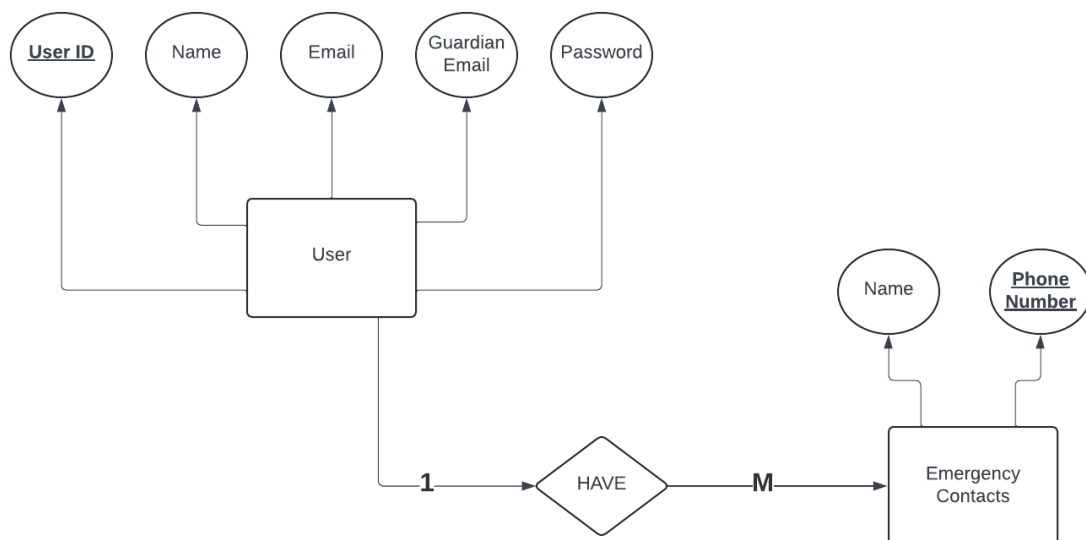 User ID
Name
Email
Guardian
Email
Password
User
Name
Phone
Number
1
HAVE
M
Emergency
Contacts